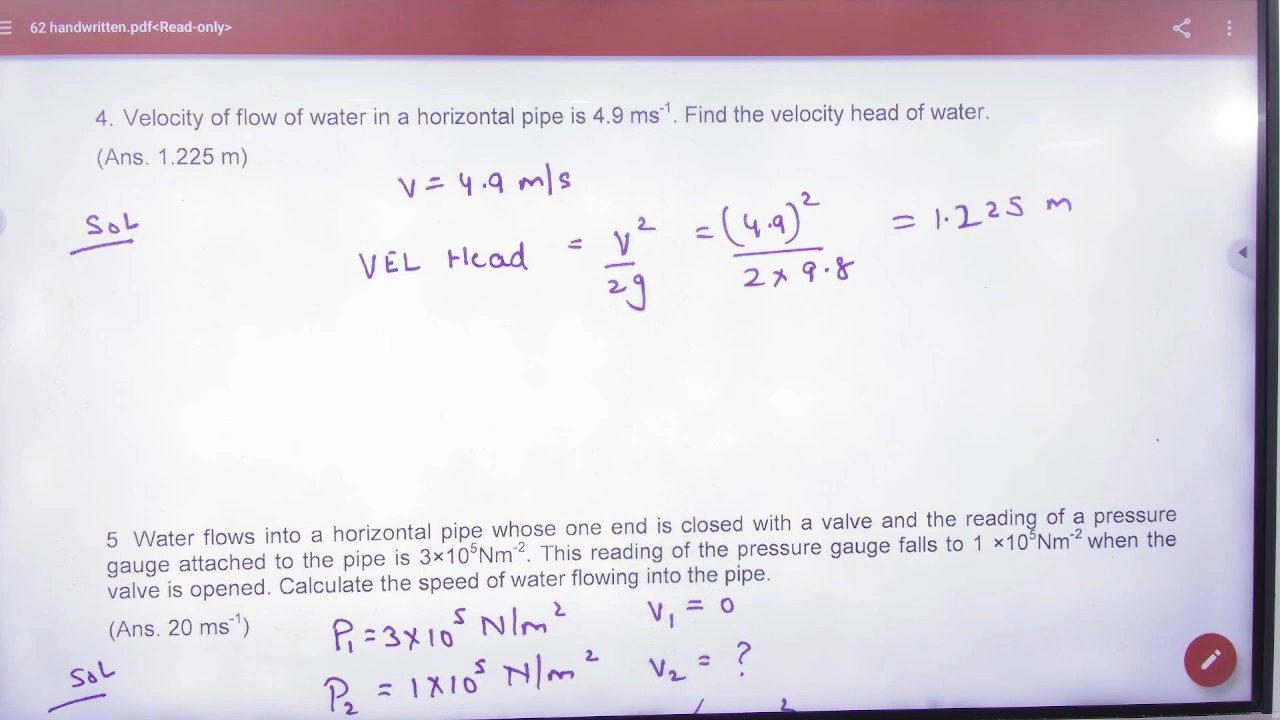 62 handwritten.pdf<Read-only>
4. Velocity of flow of water in a horizontal pipe is 4.9 ms⁻¹. Find the velocity head of water.
(Ans. 1.225 m)
V = 4.9 m/s
SOL
VEL Head = V²/2g = (4.9)²/2 x 9.8 = 1.225 m
5 Water flows into a horizontal pipe whose one end is closed with a valve and the reading of a pressure
gauge attached to the pipe is 3×10⁵Nm⁻². This reading of the pressure gauge falls to 1 ×10⁵Nm⁻² when the
valve is opened. Calculate the speed of water flowing into the pipe.
(Ans. 20 ms⁻¹)
P₁ = 3 x 10⁵ N/m² V₁ = 0
SOL
P₂ = 1 x 10⁵ N/m² V₂ = ?